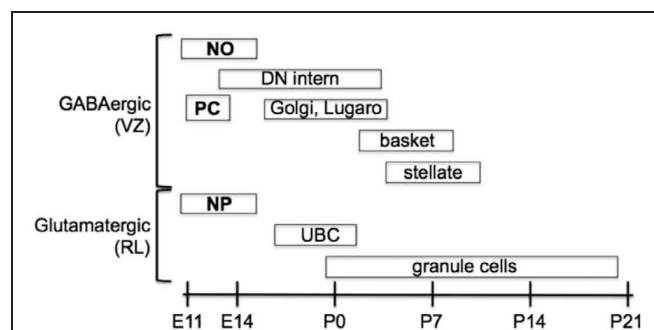 NO
DN intern
GABAergic
(VZ)
PC
Golgi, Lugaro
basket
stellate
NP
Glutamatergic
(RL)
UBC
granule cells
E11 E14 P0 P7 P14 P21